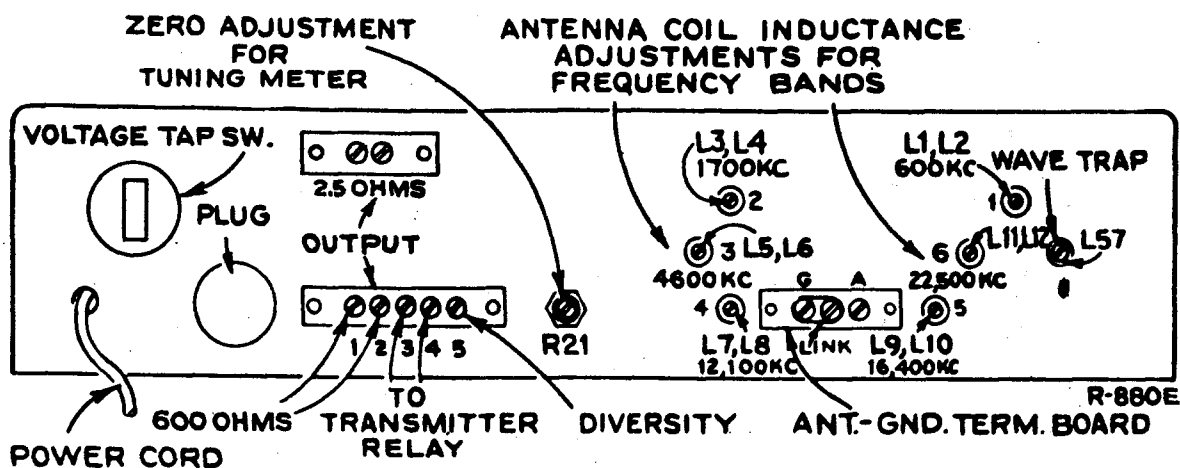 ZERO ADJUSTMENT
FOR
TUNING METER
ANTENNA COIL INDUCTANCE
ADJUSTMENTS FOR
FREQUENCY BANDS
VOLTAGE TAP SW.
2.5 OHMS
PLUG
OUTPUT
L3, L4
1700KC
2
L1, L2
600KC
1
WAVE TRAP
3 L5, L6
4600KC
6 L11, L12
22,500KC
L57
G A
4
5
1 2 3 4 5
R21
L7, L8
12,100KC
LINK
L9, L10
16,400KC
R-880E
POWER CORD
600 OHMS
TO
TRANSMITTER
RELAY
DIVERSITY
ANT.-GND. TERM. BOARD